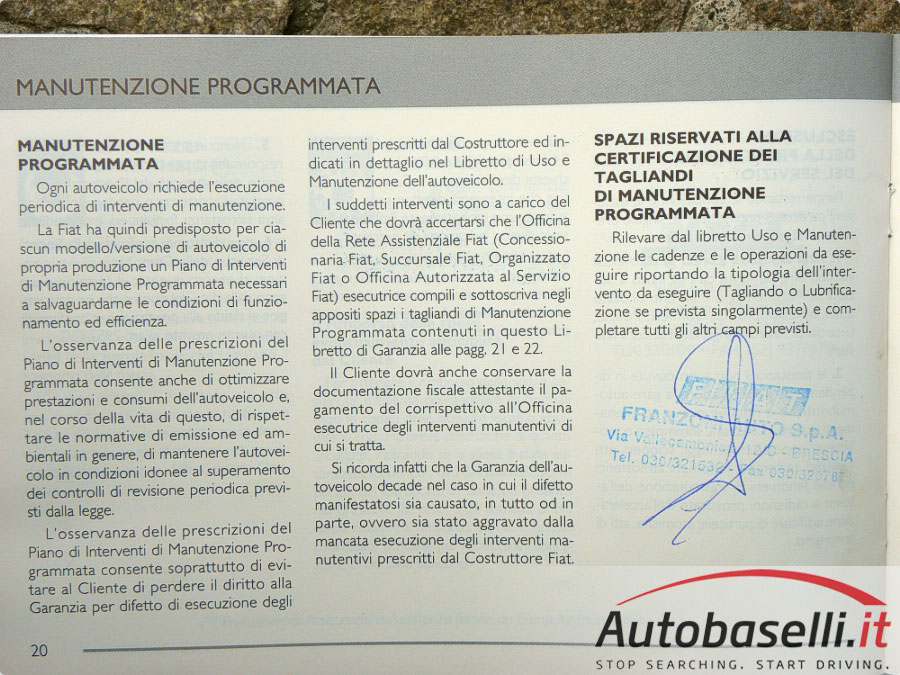 MANUTENZIONE PROGRAMMATA
MANUTENZIONE
PROGRAMMATA
Ogni autoveicolo richiede l'esecuzione
periodica di interventi di manutenzione.
La Fiat ha quindi predisposto per cia-
scun modello/versione di autoveicolo di
propria produzione un Piano di Interventi
di Manutenzione Programmata necessari
a salvaguardarne le condizioni di funzio-
namento ed efficienza.
L'osservanza delle prescrizioni del
Piano di Interventi di Manutenzione Pro-
grammata consente anche di ottimizzare
prestazioni e consumi dell'autoveicolo e,
nel corso della vita di questo, di rispet-
tare le normative di emissione ed am-
bientali in genere, di mantenere l'autovei-
colo in condizioni idonee al superamento
dei controlli di revisione periodica previ-
sti dalla legge.
L'osservanza delle prescrizioni del
Piano di Interventi di Manutenzione Pro-
grammata consente soprattutto di evi-
tare al Cliente di perdere il diritto alla
Garanzia per difetto di esecuzione degli
interventi prescritti dal Costruttore ed in-
dicati in dettaglio nel Libretto di Uso e
Manutenzione dell'autoveicolo.
I suddetti interventi sono a carico del
Cliente che dovrà accertarsi che l'Officina
della Rete Assistenziale Fiat (Concessio-
naria Fiat, Succursale Fiat, Organizzato
Fiat o Officina Autorizzata al Servizio
Fiat) esecutrice compili e sottoscriva negli
appositi spazi i tagliandi di Manutenzione
Programmata contenuti in questo Li-
bretto di Garanzia alle pagg. 21 e 22.
Il Cliente dovrà anche conservare la
documentazione fiscale attestante il pa-
gamento del corrispettivo all'Officina
esecutrice degli interventi manutentivi di
cui si tratta.
Si ricorda infatti che la Garanzia dell'au-
toveicolo decade nel caso in cui il difetto
manifestatosi sia causato, in tutto od in
parte, ovvero sia stato aggravato dalla
mancata esecuzione degli interventi ma-
nutentivi prescritti dal Costruttore Fiat.
SPAZI RISERVATI ALLA
CERTIFICAZIONE DEI
TAGLIANDI
DI MANUTENZIONE
PROGRAMMATA
Rilevare dal libretto Uso e Manuten-
zione le cadenze e le operazioni da ese-
guire riportando la tipologia dell'inter-
vento da eseguire (Tagliando o Lubrifica-
zione se prevista singolarmente) e com-
pletare tutti gli altri campi previsti.
FIAT
FRANZONI AUTO S.p.A.
Via Vallecamonica - BRESCIA
Tel. 030/321532 - Fax 030/320787
20
Autobaselli.it
STOP SEARCHING. START DRIVING.